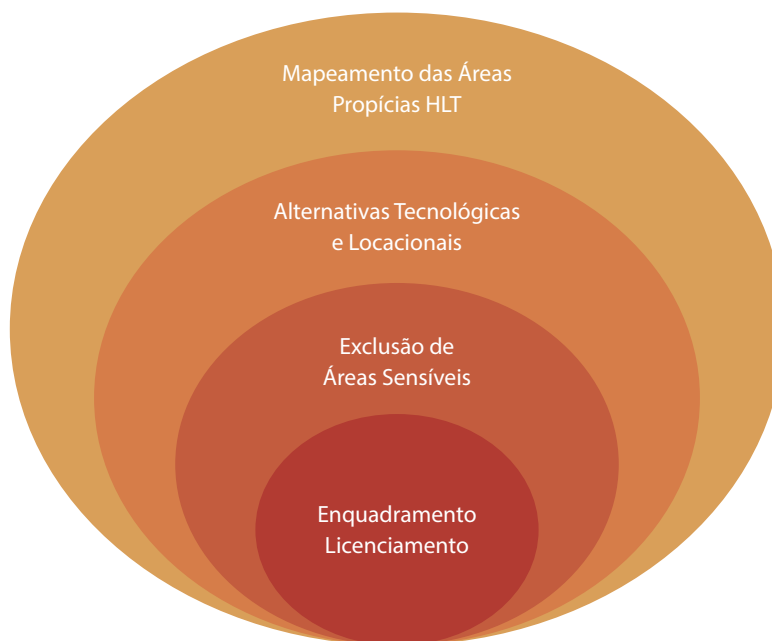 Mapeamento das Áreas
Propícias HLT
Alternativas Tecnológicas
e Locacionais
Exclusão de
Áreas Sensíveis
Enquadramento
Licenciamento